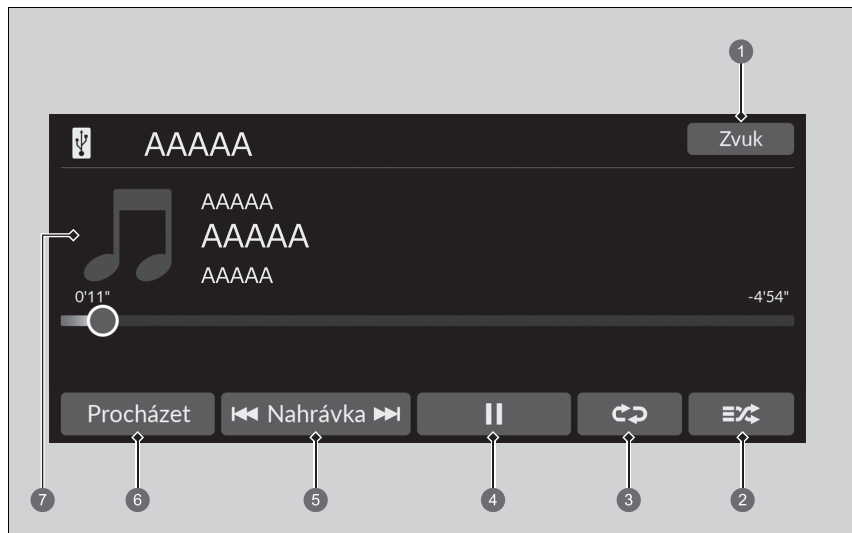 1
AAAAA Zvuk
AAAAA
AAAAA
AAAAA
0'11" -4'54"
Procházet Nahrávka
7 6 5 4 3 2